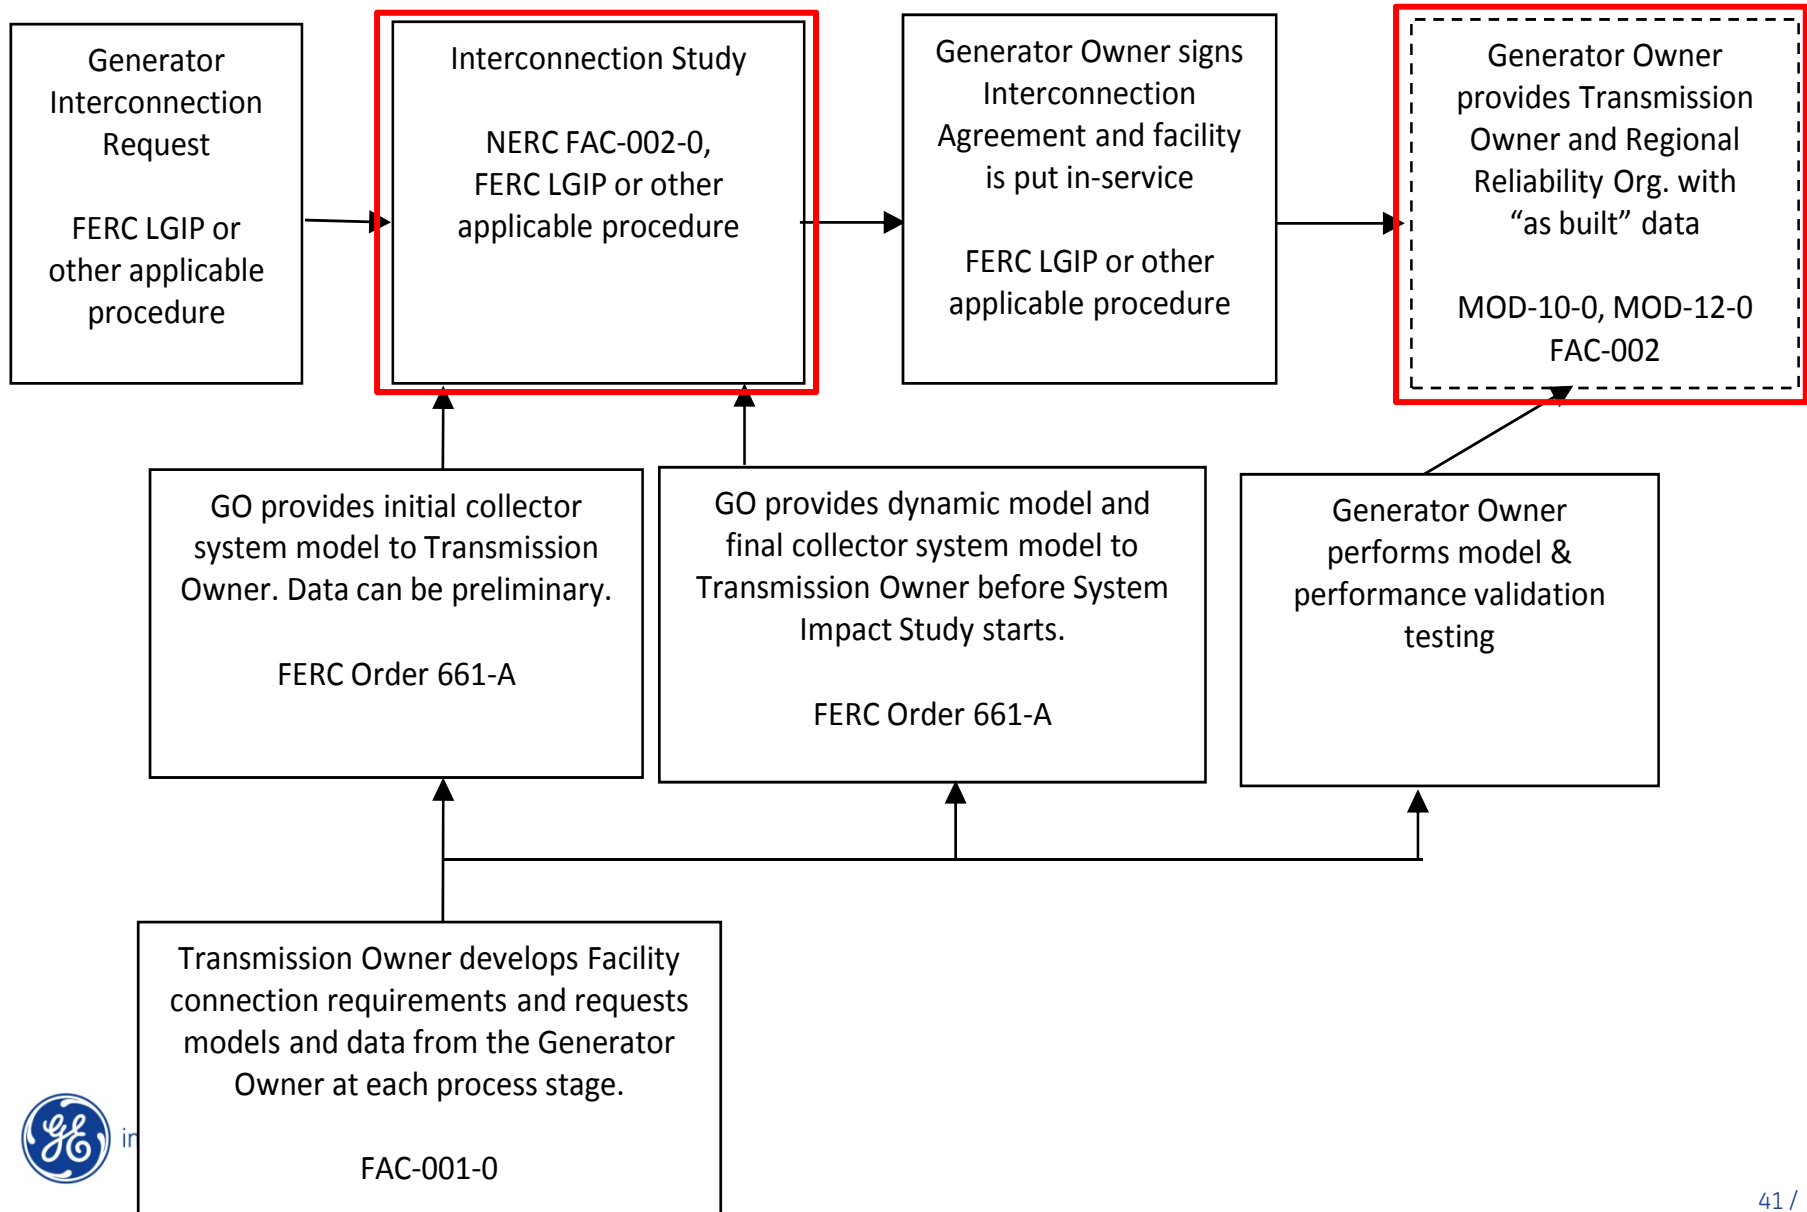 Generator
Interconnection
Request
FERC LGIP or
other applicable
procedure
Interconnection Study
NERC FAC-002-0,
FERC LGIP or other
applicable procedure
Generator Owner signs
Interconnection
Agreement and facility
is put in-service
FERC LGIP or other
applicable procedure
Generator Owner
provides Transmission
Owner and Regional
Reliability Org. with
“as built” data
MOD-10-0, MOD-12-0
FAC-002
GO provides initial collector
system model to Transmission
Owner. Data can be preliminary.
FERC Order 661-A
GO provides dynamic model and
final collector system model to
Transmission Owner before System
Impact Study starts.
FERC Order 661-A
Generator Owner
performs model &
performance validation
testing
Transmission Owner develops Facility
connection requirements and requests
models and data from the Generator
Owner at each process stage.
FAC-001-0
GE
41 /